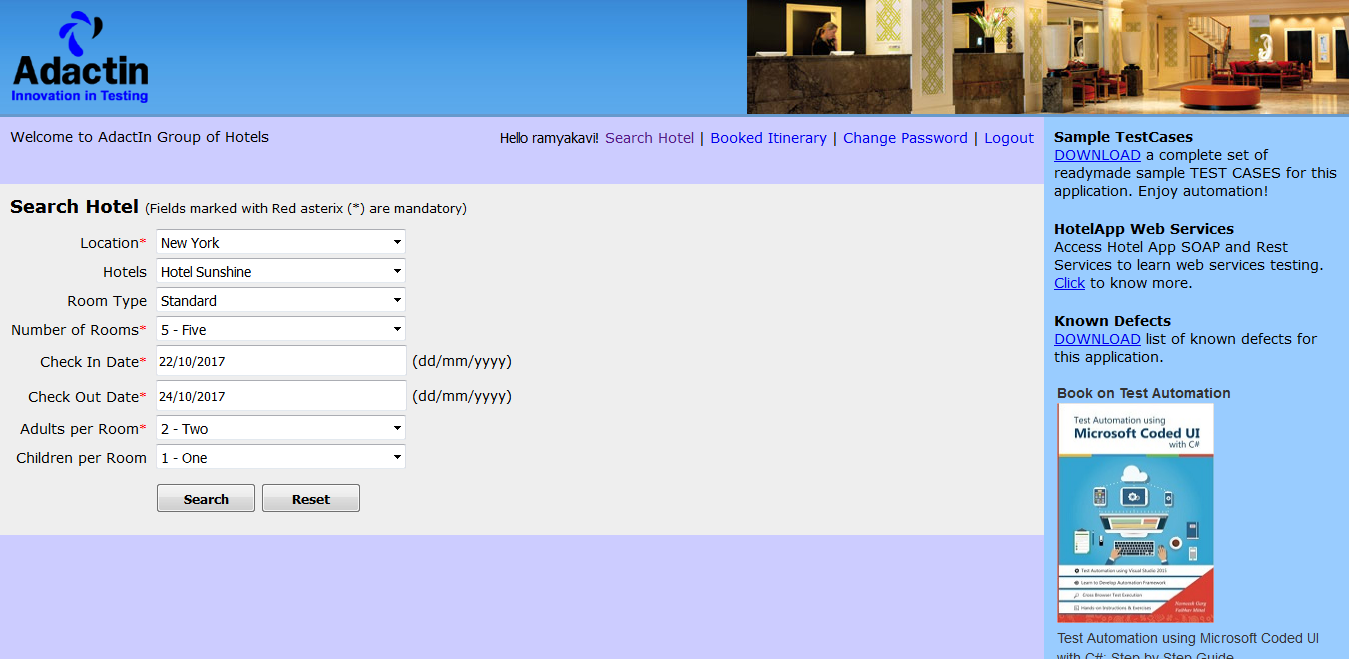 Adactin
Innovation in Testing
Welcome to AdactIn Group of Hotels
Hello ramyakavi! Search Hotel | Booked Itinerary | Change Password | Logout
Search Hotel (Fields marked with Red asterix (*) are mandatory)
Location* New York
Hotels Hotel Sunshine
Room Type Standard
Number of Rooms* 5 - Five
Check In Date* 22/10/2017 (dd/mm/yyyy)
Check Out Date* 24/10/2017 (dd/mm/yyyy)
Adults per Room* 2 - Two
Children per Room 1 - One
Search Reset
Sample TestCases
DOWNLOAD a complete set of
readymade sample TEST CASES for this
application. Enjoy automation!
HotelApp Web Services
Access Hotel App SOAP and Rest
Services to learn web services testing.
Click to know more.
Known Defects
DOWNLOAD list of known defects for
this application.
Book on Test Automation
Test Automation using
Microsoft Coded UI
with C#
Test Automation using Visual Studio 2015
Learn to Develop Automation Framework
Cross Browser Test Execution
Hands-on Instructions & Exercises
Navneesh Garg
Test Automation using Microsoft Coded UI
with C#: Step by Step Guide